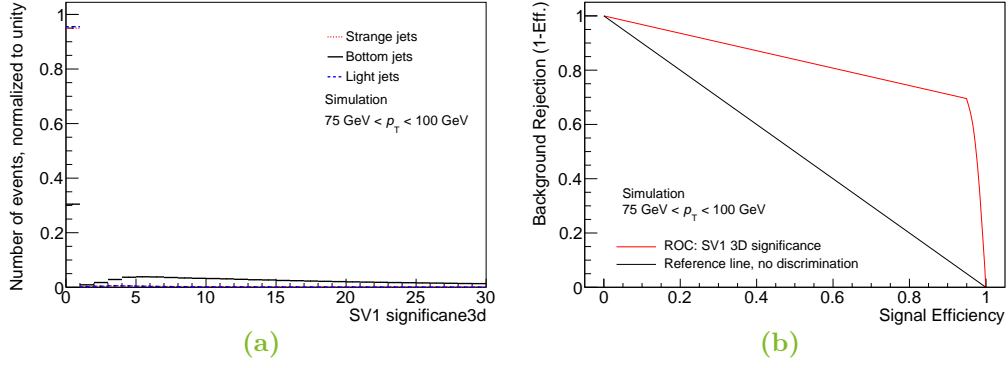 Number of events, normalized to unity
1
0.8
0.6
0.4
0.2
0
Strange jets
Bottom jets
Light jets
Simulation
75 GeV < pT < 100 GeV
0 5 10 15 20 25 30
SV1 significane3d
(a)
Background Rejection (1-Eff.)
1
0.8
0.6
0.4
0.2
0
Simulation
75 GeV < pT < 100 GeV
ROC: SV1 3D significance
Reference line, no discrimination
0 0.2 0.4 0.6 0.8 1
Signal Efficiency
(b)